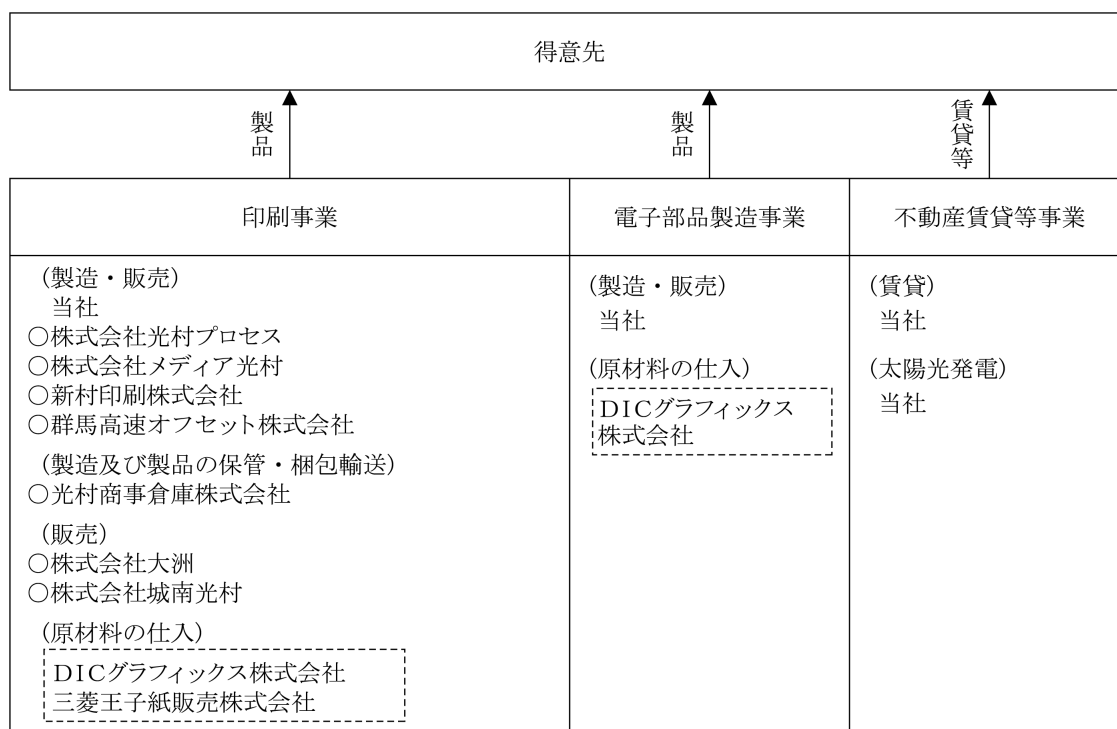 得意先
製品
製品
賃貸等
印刷事業
電子部品製造事業
不動産賃貸等事業
(製造・販売)
当社
○株式会社光村プロセス
○株式会社メディア光村
○新村印刷株式会社
○群馬高速オフセット株式会社
(製造及び製品の保管・梱包輸送)
○光村商事倉庫株式会社
(販売)
○株式会社大洲
○株式会社城南光村
(原材料の仕入)
DICグラフィックス株式会社
三菱王子紙販売株式会社
(製造・販売)
当社
(原材料の仕入)
DICグラフィックス
株式会社
(賃貸)
当社
(太陽光発電)
当社